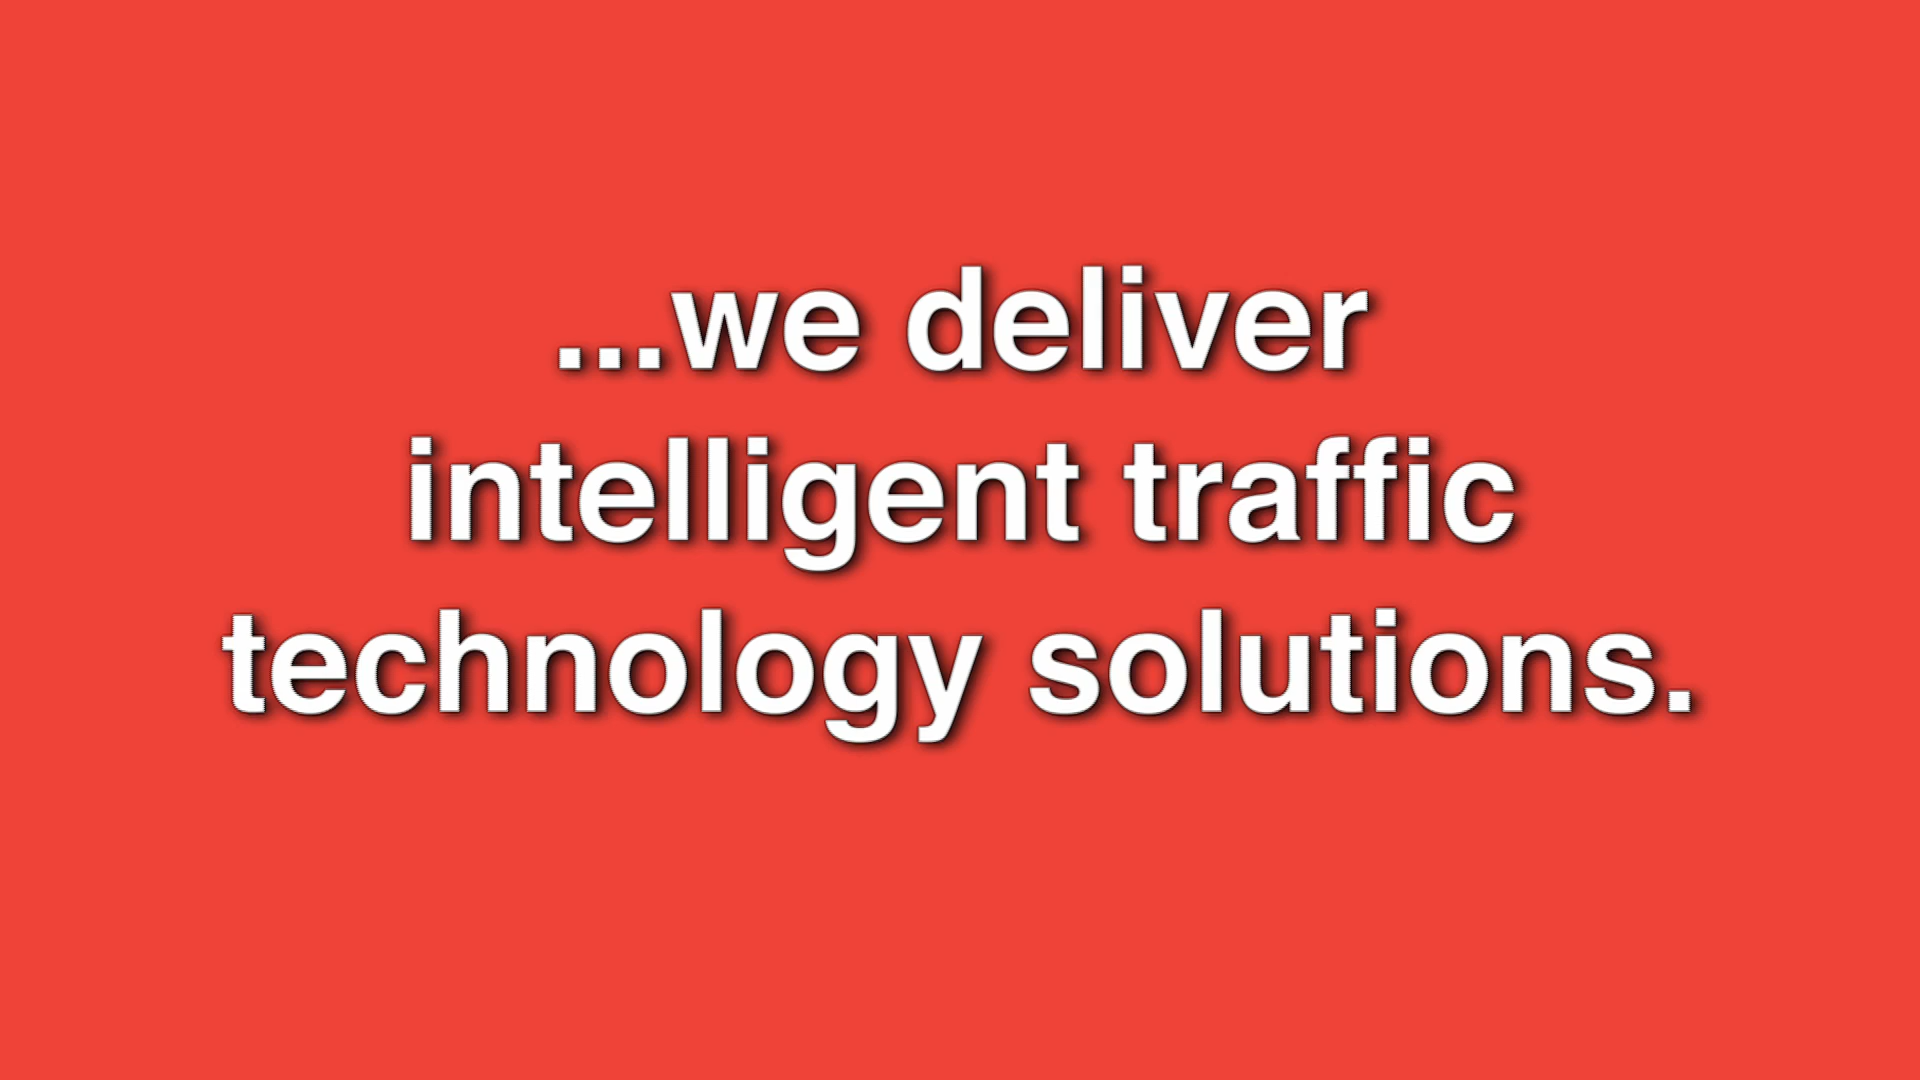 ...we deliver
intelligent traffic
technology solutions.